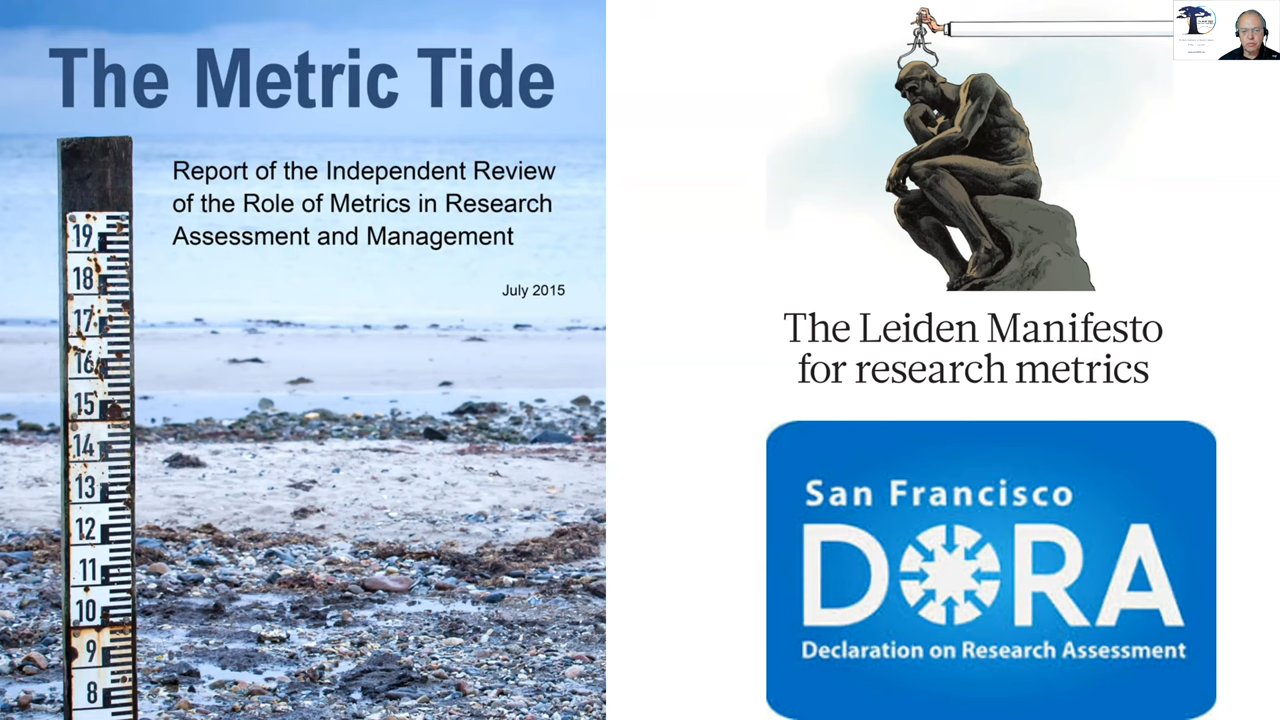 The Metric Tide
Report of the Independent Review
of the Role of Metrics in Research
Assessment and Management
July 2015
19
18
17
16
15
14
13
12
11
10
9
8
The Leiden Manifesto
for research metrics
San Francisco
DORA
Declaration on Research Assessment